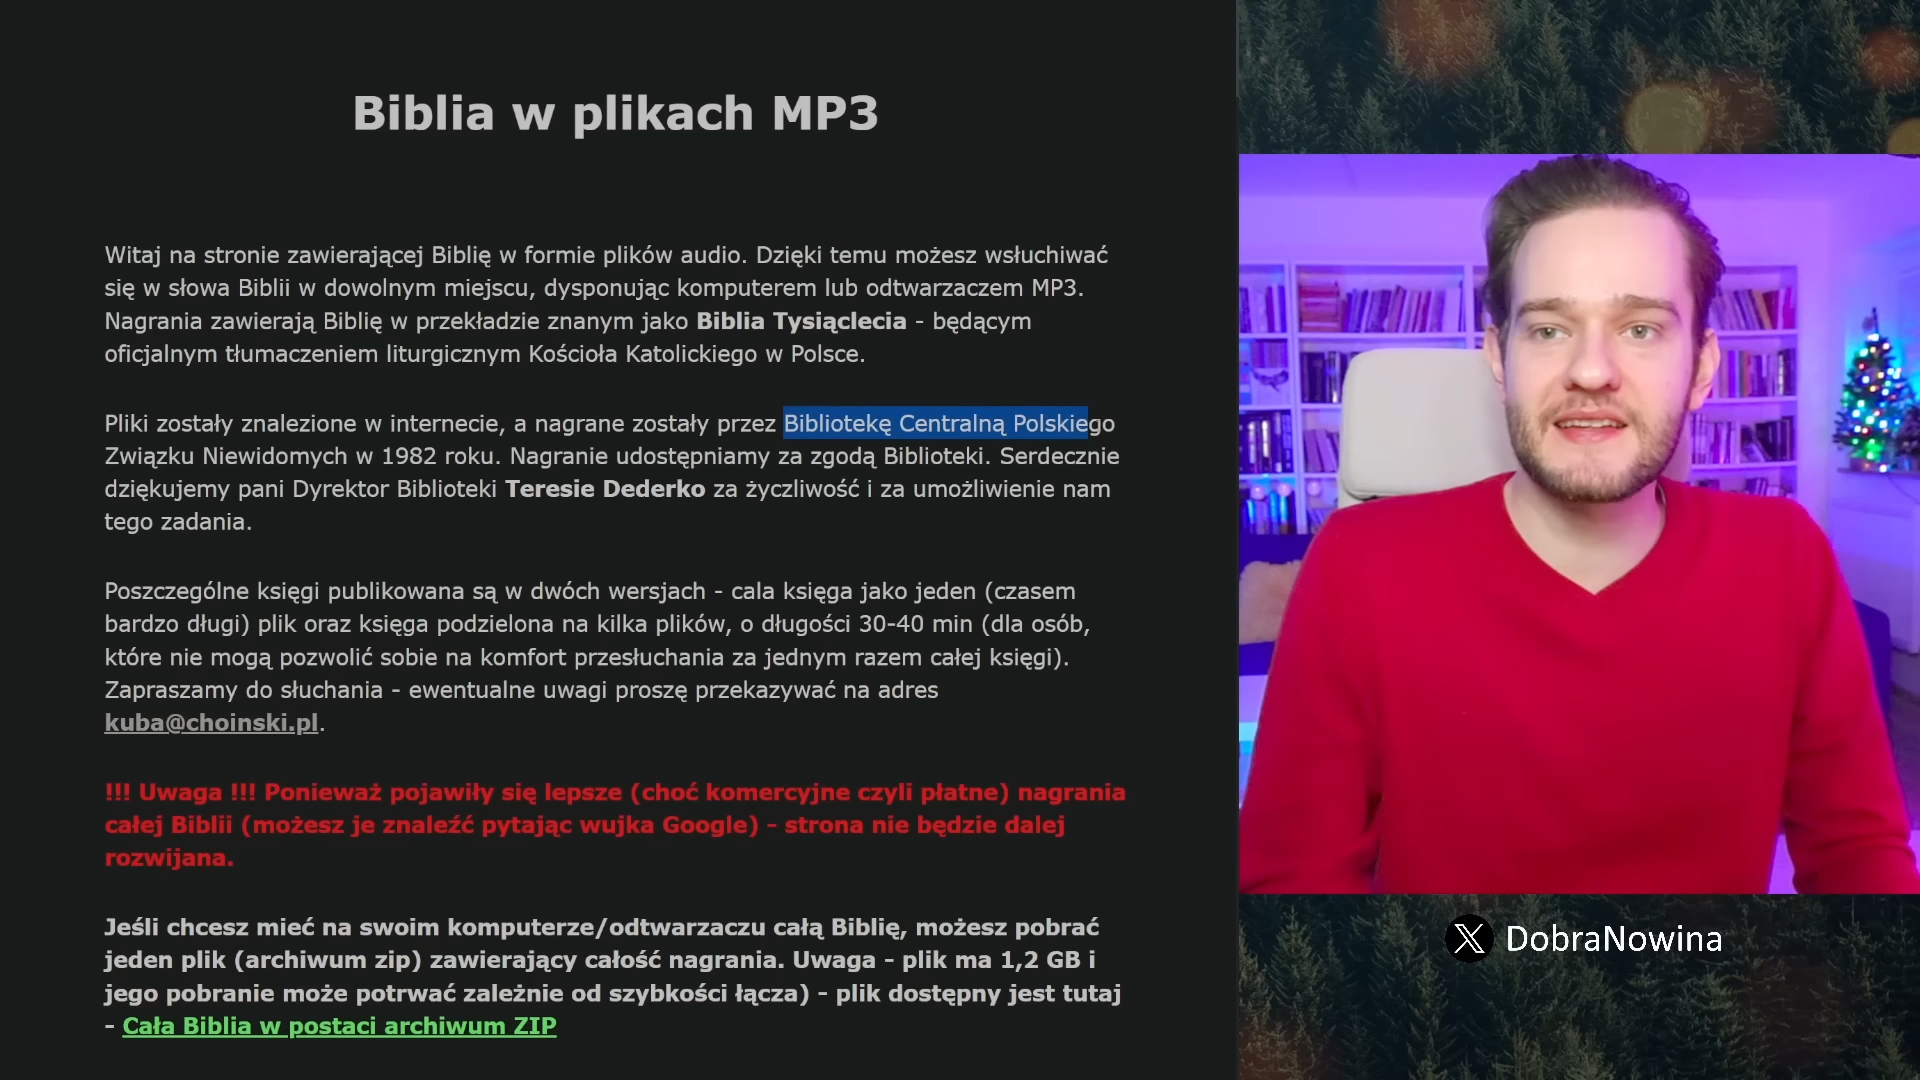 Biblia w plikach MP3
Witaj na stronie zawierającej Biblię w formie plików audio. Dzięki temu możesz wsłuchiwać
się w słowa Biblii w dowolnym miejscu, dysponując komputerem lub odtwarzaczem MP3.
Nagrania zawierają Biblię w przekładzie znanym jako Biblia Tysiąclecia - będącym
oficjalnym tłumaczeniem liturgicznym Kościoła Katolickiego w Polsce.
Pliki zostały znalezione w internecie, a nagrane zostały przez Bibliotekę Centralną Polskiego
Związku Niewidomych w 1982 roku. Nagranie udostępniamy za zgodą Biblioteki. Serdecznie
dziękujemy pani Dyrektor Biblioteki Teresie Dederko za życzliwość i za umożliwienie nam
tego zadania.
Poszczególne księgi publikowana są w dwóch wersjach - cala księga jako jeden (czasem
bardzo długi) plik oraz księga podzielona na kilka plików, o długości 30-40 min (dla osób,
które nie mogą pozwolić sobie na komfort przesłuchania za jednym razem całej księgi).
Zapraszamy do słuchania - ewentualne uwagi proszę przekazywać na adres
kuba@choinski.pl.
!!! Uwaga !!! Ponieważ pojawiły się lepsze (choć komercyjne czyli płatne) nagrania
całej Biblii (możesz je znaleźć pytając wujka Google) - strona nie będzie dalej
rozwijana.
Jeśli chcesz mieć na swoim komputerze/odtwarzaczu całą Biblię, możesz pobrać
jeden plik (archiwum zip) zawierający całość nagrania. Uwaga - plik ma 1,2 GB i
jego pobranie może potrwać zależnie od szybkości łącza) - plik dostępny jest tutaj
- Cała Biblia w postaci archiwum ZIP
DobraNowina